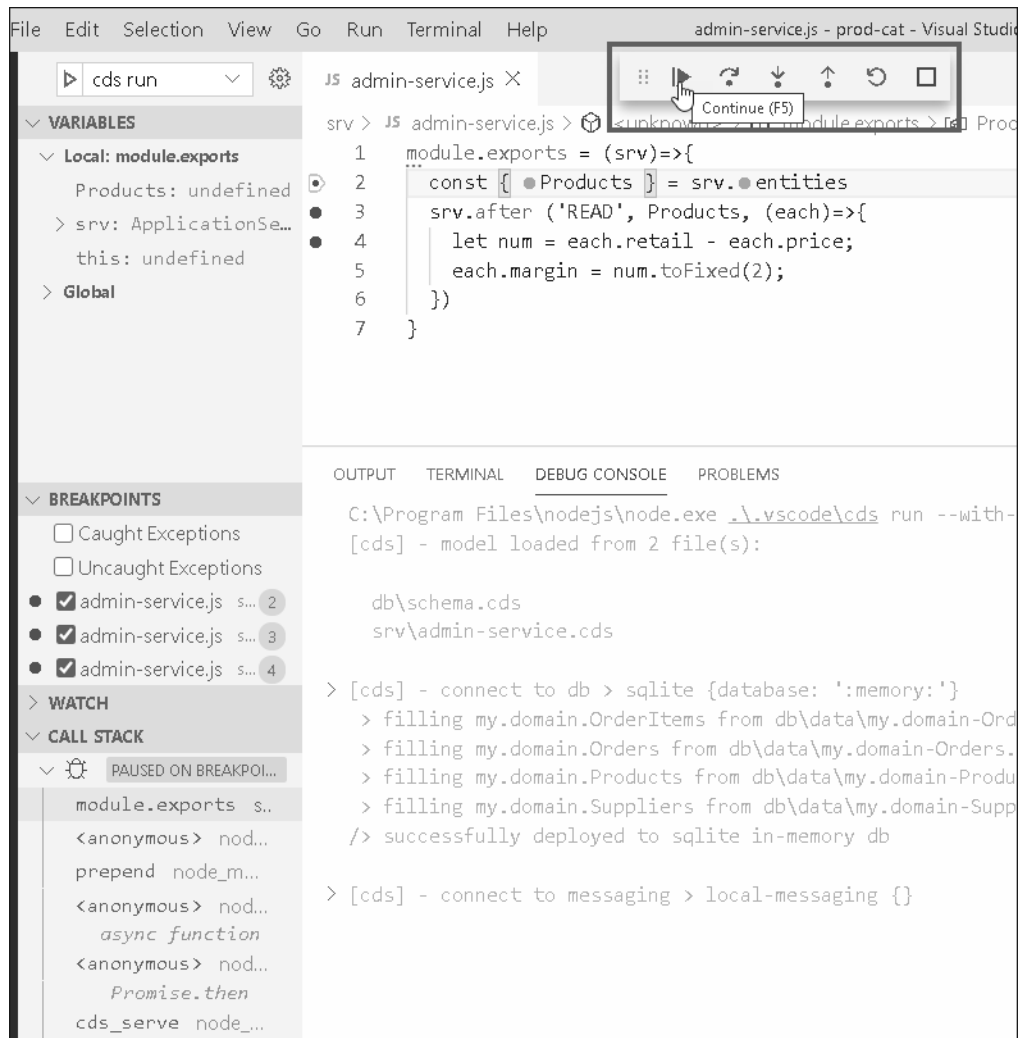 File Edit Selection View Go Run Terminal Help admin-service.js - prod-cat - Visual Studio
cds run
JS admin-service.js
Continue (F5)
VARIABLES
srv > JS admin-service.js > <unknown> > module.exports > Prod
Local: module.exports
Products: undefined
> srv: ApplicationSe...
this: undefined
> Global
1 module.exports = (srv)=>{
2 const { Products } = srv. entities
3 srv.after ('READ', Products, (each)=>{
4 let num = each.retail - each.price;
5 each.margin = num.toFixed(2);
6 })
7 }
BREAKPOINTS
Caught Exceptions
Uncaught Exceptions
admin-service.js s... 2
admin-service.js s... 3
admin-service.js s... 4
> WATCH
CALL STACK
PAUSED ON BREAKPOI...
module.exports s..
<anonymous> nod...
prepend node_m...
<anonymous> nod...
async function
<anonymous> nod...
Promise.then
cds_serve node_...
OUTPUT TERMINAL DEBUG CONSOLE PROBLEMS
C:\Program Files\nodejs\node.exe .\.vscode\cds run --with-
[cds] - model loaded from 2 file(s):
db\schema.cds
srv\admin-service.cds
> [cds] - connect to db > sqlite {database: ':memory:'}
> filling my.domain.OrderItems from db\data\my.domain-Ord
> filling my.domain.Orders from db\data\my.domain-Orders.
> filling my.domain.Products from db\data\my.domain-Produ
> filling my.domain.Suppliers from db\data\my.domain-Supp
/> successfully deployed to sqlite in-memory db
> [cds] - connect to messaging > local-messaging {}